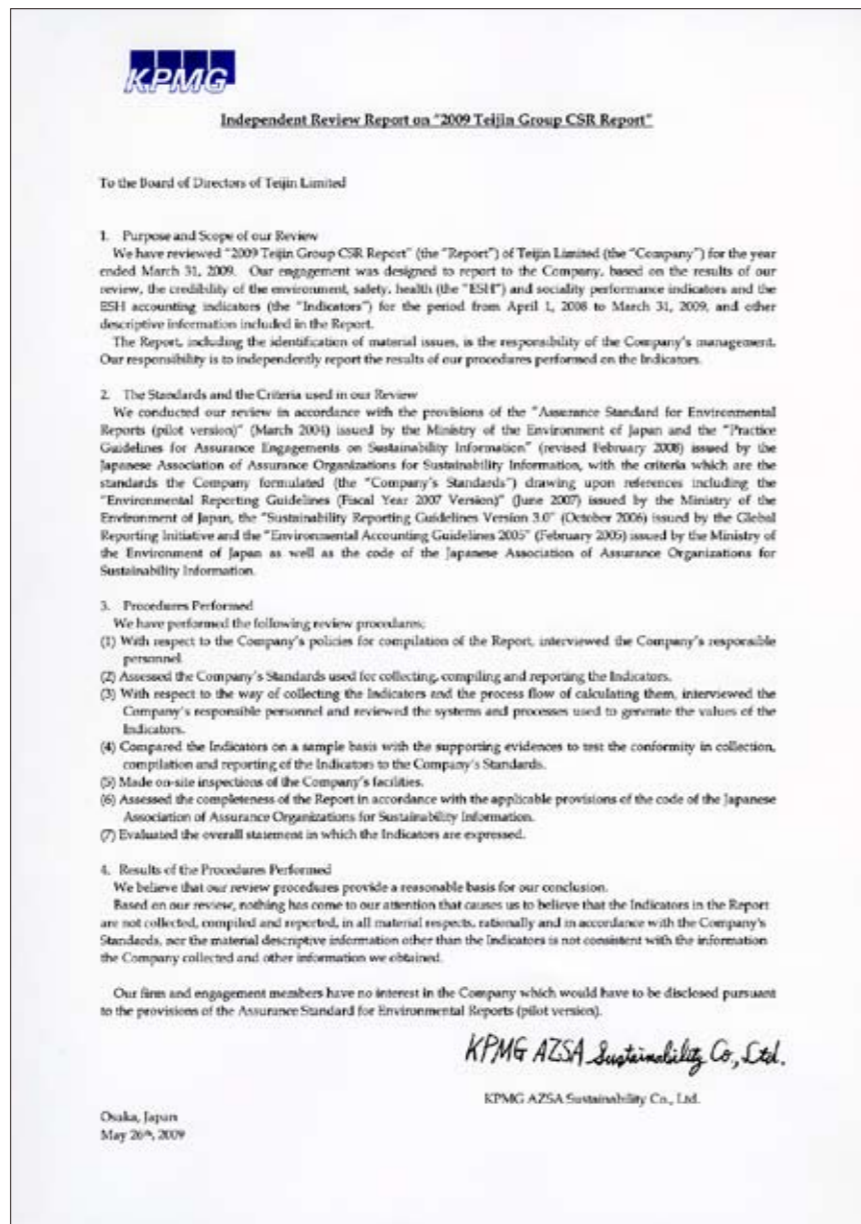 KPMG
Independent Review Report on "2009 Teijin Group CSR Report"
To the Board of Directors of Teijin Limited
1. Purpose and Scope of our Review
We have reviewed "2009 Teijin Group CSR Report" (the "Report") of Teijin Limited (the "Company") for the year
ended March 31, 2009. Our engagement was designed to report to the Company, based on the results of our
review, the credibility of the environment, safety, health (the "ESH") and sociality performance indicators and the
ESH accounting indicators (the "Indicators") for the period from April 1, 2008 to March 31, 2009, and other
descriptive information included in the Report.
The Report, including the identification of material issues, is the responsibility of the Company's management.
Our responsibility is to independently report the results of our procedures performed on the Indicators.
2. The Standards and the Criteria used in our Review
We conducted our review in accordance with the provisions of the "Assurance Standard for Environmental
Reports (pilot version)" (March 2004) issued by the Ministry of the Environment of Japan and the "Practice
Guidelines for Assurance Engagements on Sustainability Information" (revised February 2008) issued by the
Japanese Association of Assurance Organizations for Sustainability Information, with the criteria which are the
standards the Company formulated (the "Company's Standards") drawing upon references including the
"Environmental Reporting Guidelines (Fiscal Year 2007 Version)" (June 2007) issued by the Ministry of the
Environment of Japan, the "Sustainability Reporting Guidelines Version 3.0" (October 2006) issued by the Global
Reporting Initiative and the "Environmental Accounting Guidelines 2005" (February 2005) issued by the Ministry of
the Environment of Japan as well as the code of the Japanese Association of Assurance Organizations for
Sustainability Information.
3. Procedures Performed
We have performed the following review procedures;
(1) With respect to the Company's policies for compilation of the Report, interviewed the Company's responsible
personnel
(2) Assessed the Company's Standards used for collecting, compiling and reporting the Indicators.
(3) With respect to the way of collecting the Indicators and the process flow of calculating them, interviewed the
Company's responsible personnel and reviewed the systems and processes used to generate the values of the
Indicators.
(4) Compared the Indicators on a sample basis with the supporting evidences to test the conformity in collection,
compilation and reporting of the Indicators to the Company's Standards.
(5) Made on-site inspections of the Company's facilities.
(6) Assessed the completeness of the Report in accordance with the applicable provisions of the code of the Japanese
Association of Assurance Organizations for Sustainability Information.
(7) Evaluated the overall statement in which the Indicators are expressed.
4. Results of the Procedures Performed
We believe that our review procedures provide a reasonable basis for our conclusion.
Based on our review, nothing has come to our attention that causes us to believe that the Indicators in the Report
are not collected, compiled and reported, in all material respects, rationally and in accordance with the Company's
Standards, nor the material descriptive information other than the Indicators is not consistent with the information
the Company collected and other information we obtained.
Our firm and engagement members have no interest in the Company which would have to be disclosed pursuant
to the provisions of the Assurance Standard for Environmental Reports (pilot version).
KPMG AZSA Sustainability Co., Ltd.
KPMG AZSA Sustainability Co., Ltd.
Osaka, Japan
May 26th, 2009